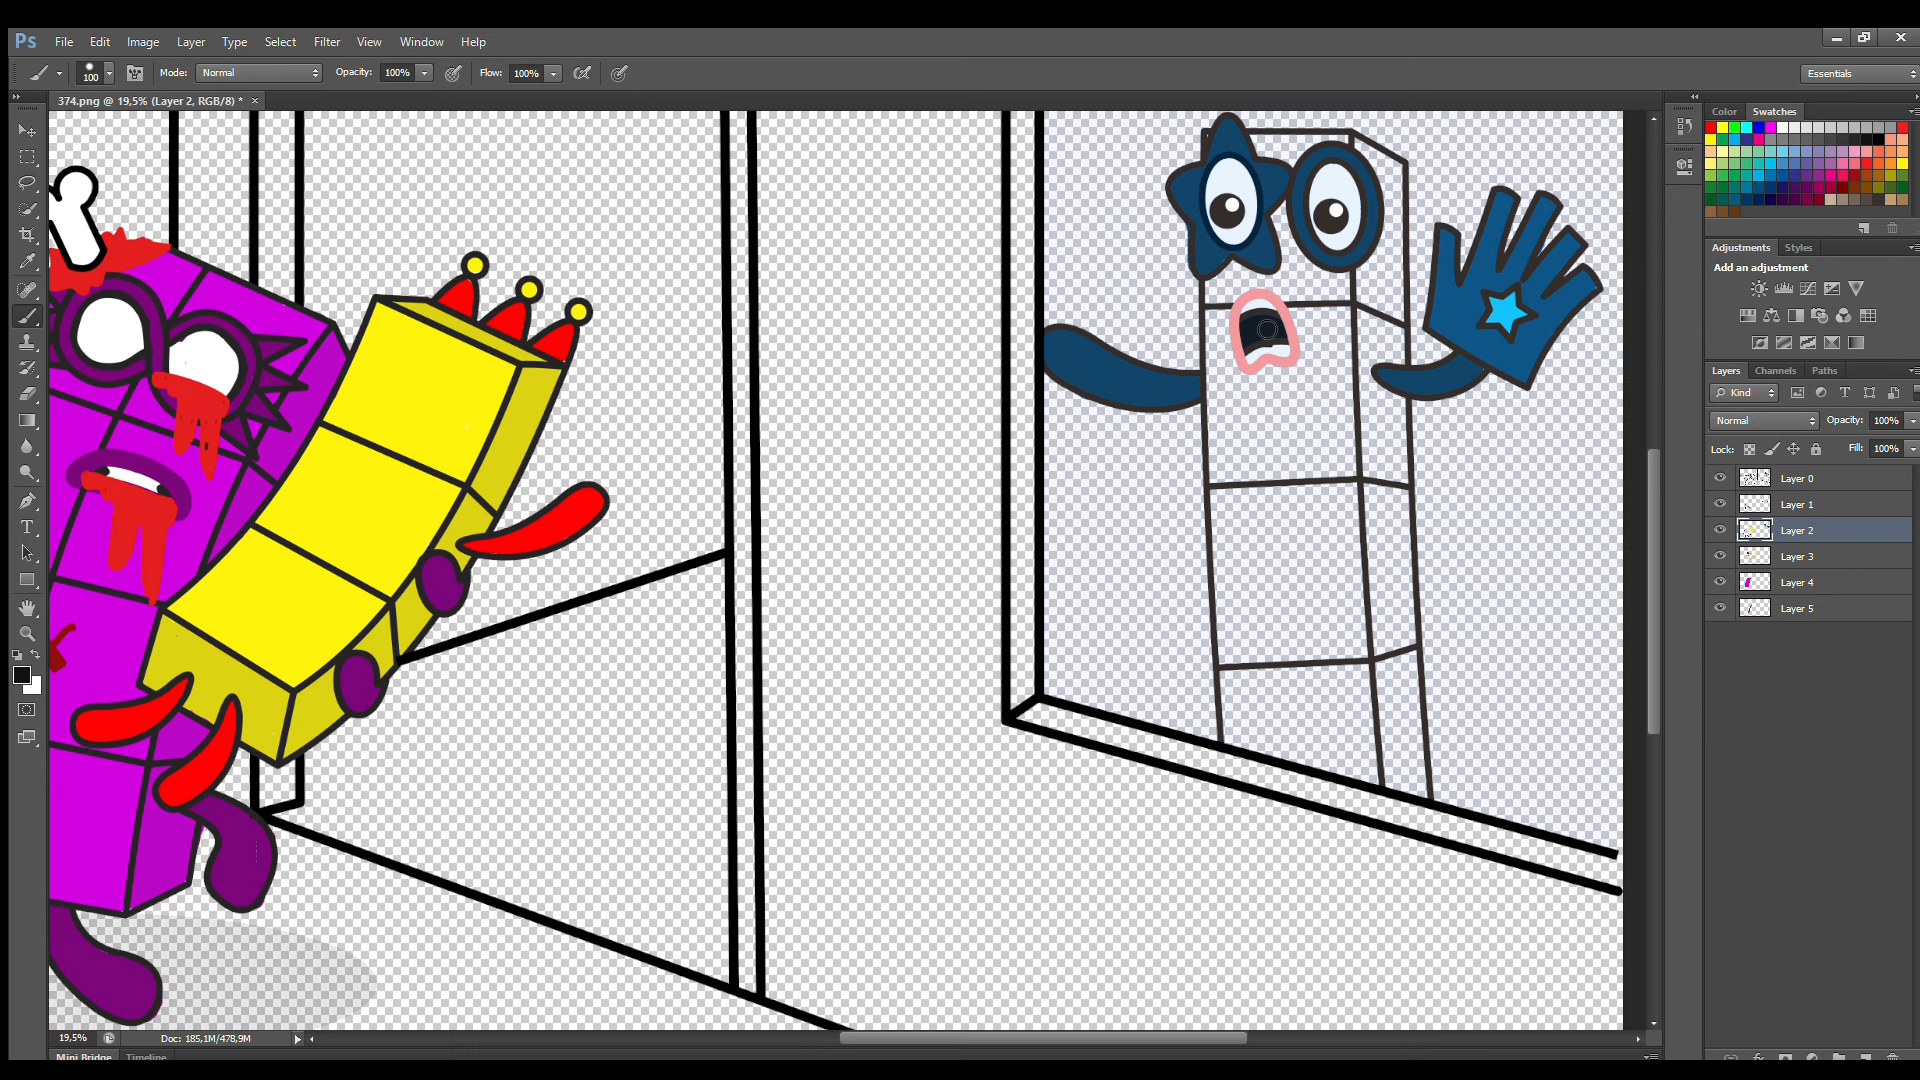 Ps File Edit Image Layer Type Select Filter View Window Help
100 Mode: Normal Opacity: 100% Flow: 100% Essentials
374.png @ 19,5% (Layer 2, RGB/8) * ×
Color Swatches
Adjustments Styles
Add an adjustment
Layers Channels Paths
Kind
Normal Opacity: 100%
Lock: Fill: 100%
Layer 0
Layer 1
Layer 2
Layer 3
Layer 4
Layer 5
19,5% Doc: 185,1M/478,9M
Mini Bridge Timeline